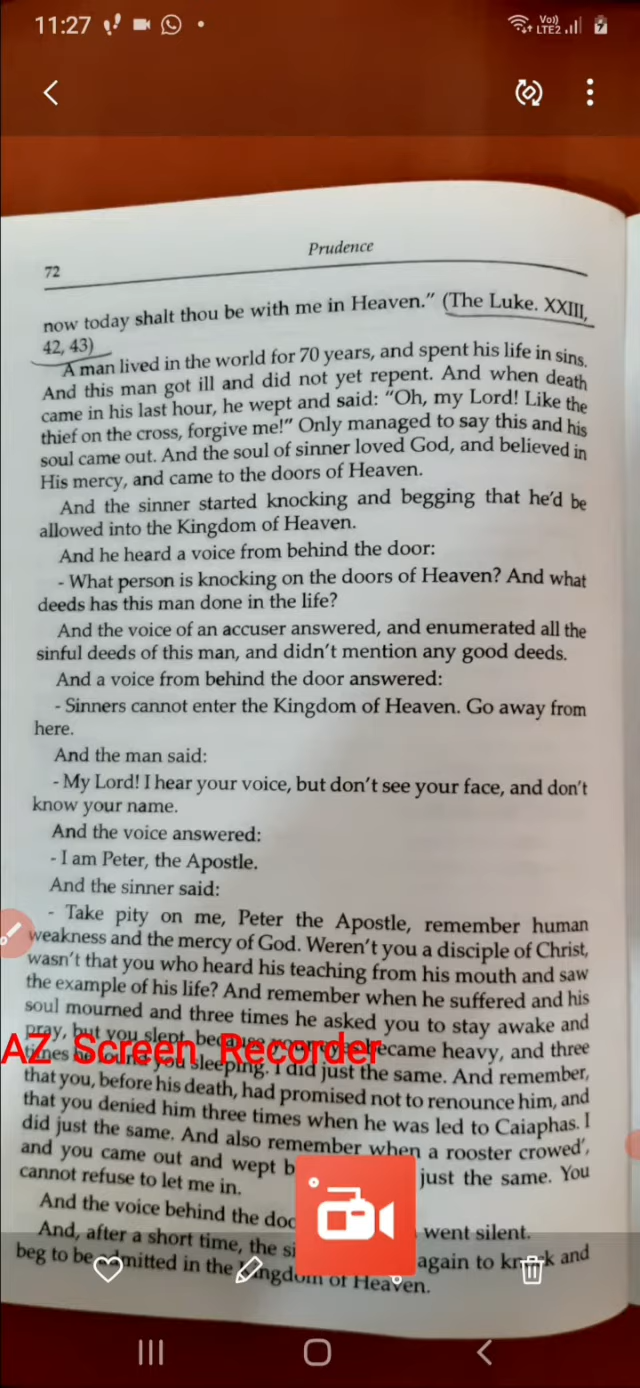 11:27
Vo))
LTE2
Prudence
72
now today shalt thou be with me in Heaven." (The Luke. XXIII,
42, 43)
A man lived in the world for 70 years, and spent his life in sins.
And this man got ill and did not yet repent. And when death
came in his last hour, he wept and said: "Oh, my Lord! Like the
thief on the cross, forgive me!" Only managed to say this and his
soul came out. And the soul of sinner loved God, and believed in
His mercy, and came to the doors of Heaven.
And the sinner started knocking and begging that he'd be
allowed into the Kingdom of Heaven.
And he heard a voice from behind the door:
- What person is knocking on the doors of Heaven? And what
deeds has this man done in the life?
And the voice of an accuser answered, and enumerated all the
sinful deeds of this man, and didn't mention any good deeds.
And a voice from behind the door answered:
- Sinners cannot enter the Kingdom of Heaven. Go away from
here.
And the man said:
- My Lord! I hear your voice, but don't see your face, and don't
know your name.
And the voice answered:
- I am Peter, the Apostle.
And the sinner said:
- Take pity on me, Peter the Apostle, remember human
weakness and the mercy of God. Weren't you a disciple of Christ,
wasn't that you who heard his teaching from his mouth and saw
the example of his life? And remember when he suffered and his
soul mourned and three times he asked you to stay awake and
pray, but you slept, because your eyes became heavy, and three
AZ Screen Recorder
times he found you sleeping. I did just the same. And remember,
that you, before his death, had promised not to renounce him, and
that you denied him three times when he was led to Caiaphas. I
did just the same. And also remember when a rooster crowed',
and you came out and wept just the same. You
cannot refuse to let me in.
And the voice behind the went silent.
And, after a short time, the again to knock and
beg to be admitted in the Kingdom of Heaven.